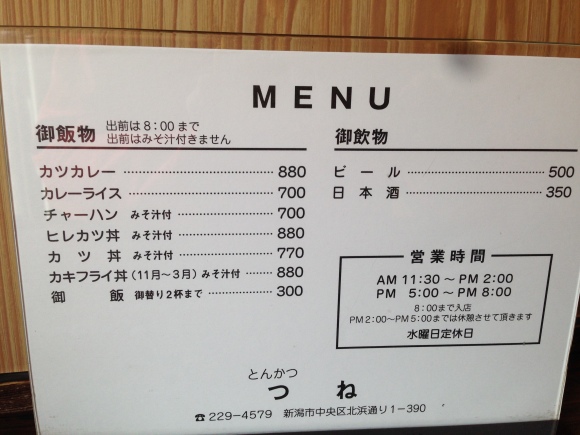 MENU
御飯物 出前は8:00まで
出前はみそ汁付きません
カツカレー ………………………… 880
カレーライス ………………………… 700
チャーハン みそ汁付 ……………… 700
ヒレカツ丼 みそ汁付 ……………… 880
カツ丼 みそ汁付 ……………… 770
カキフライ丼(11月~3月)みそ汁付 …… 880
御飯 御替り2杯まで ………… 300
御飲物
ビール ………………………… 500
日本酒 ………………………… 350
営業時間
AM 11:30~PM 2:00
PM 5:00~PM 8:00
8:00まで入店
PM2:00~PM5:00までは休憩させて頂きます
水曜日定休日
とんかつ
つね
☎229-4579 新潟市中央区北浜通り1-390